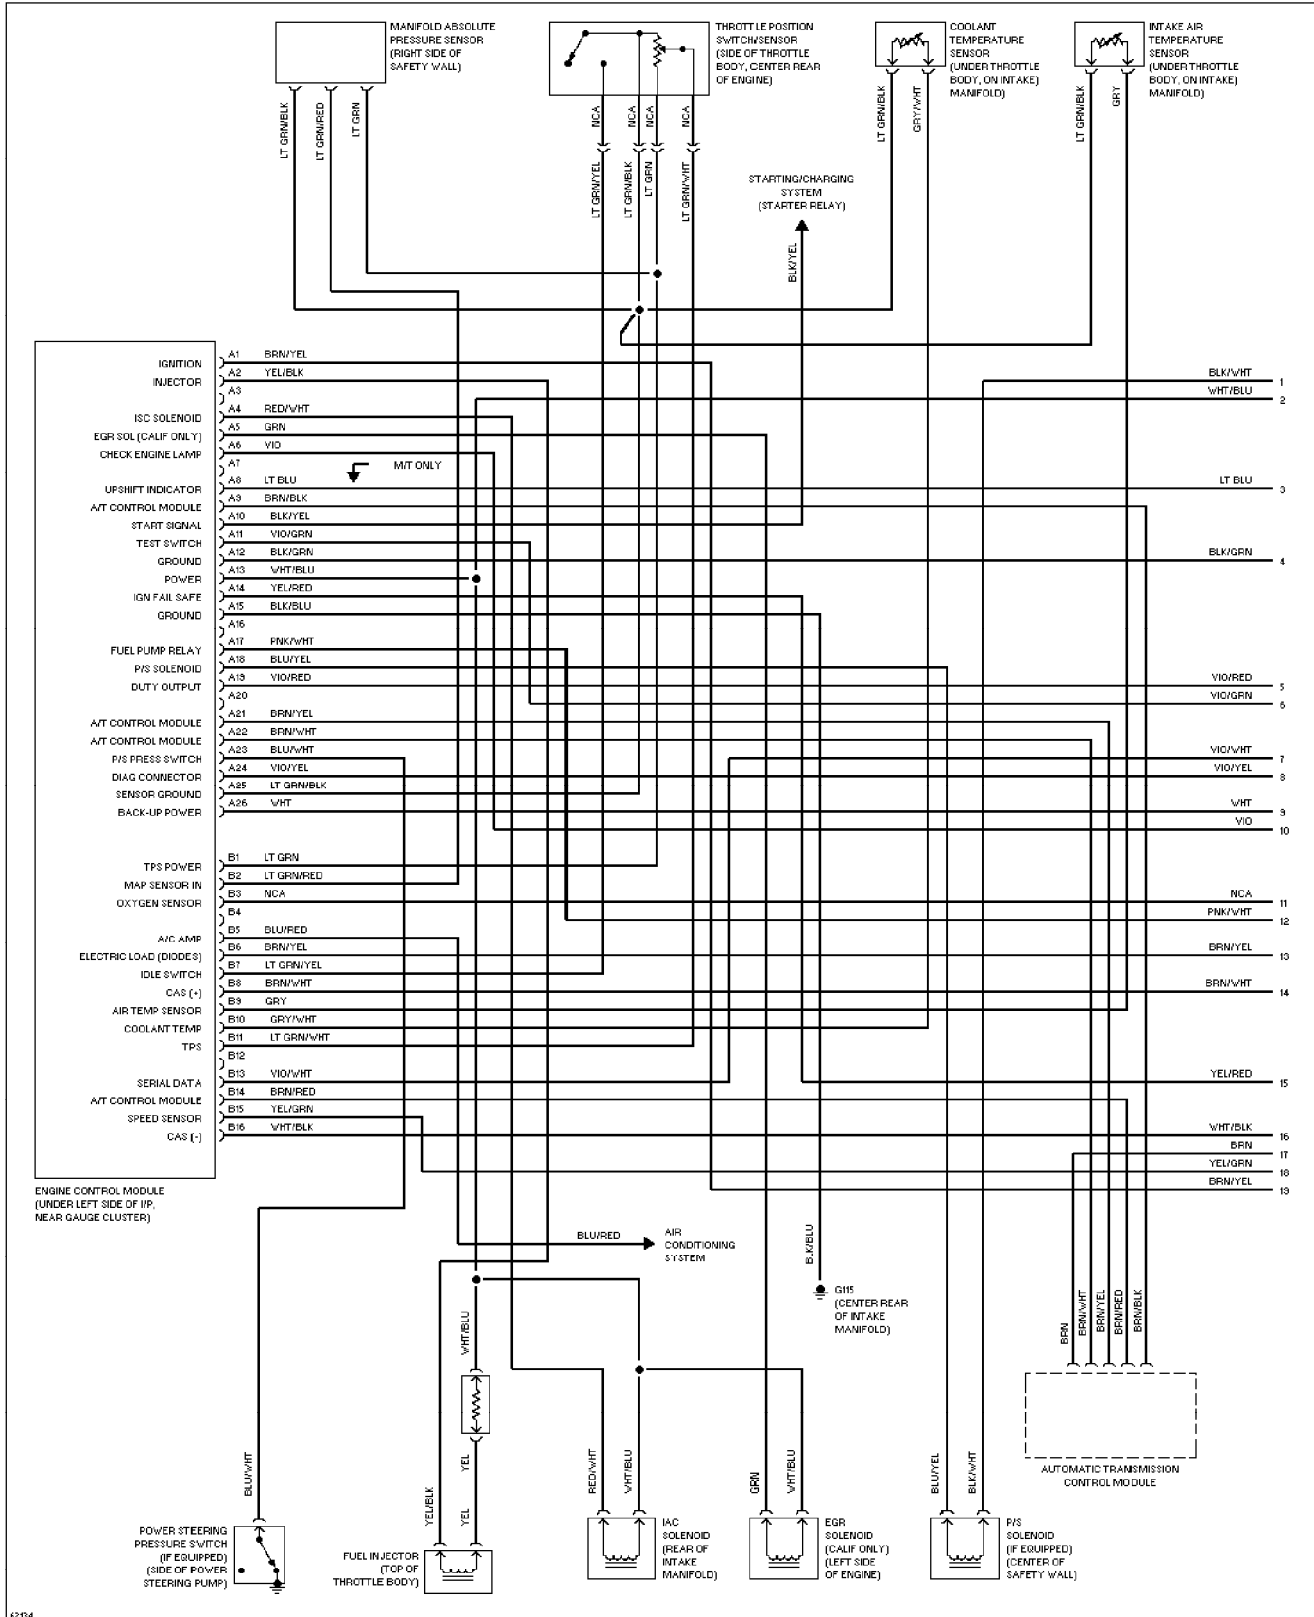 MANIFOLD ABSOLUTE
PRESSURE SENSOR
(RIGHT SIDE OF
SAFETY WALL)
THROTTLE POSITION
SWITCH/SENSOR
(SIDE OF THROTTLE
BODY, CENTER REAR
OF ENGINE)
COOLANT
TEMPERATURE
SENSOR
(UNDER THROTTLE
BODY, ON INTAKE)
MANIFOLD)
INTAKE AIR
TEMPERATURE
SENSOR
(UNDER THROTTLE
BODY, ON INTAKE)
MANIFOLD)
LT GRN/BLK
LT GRN/RED
LT GRN
NCA
NCA
NCA
NCA
LT GRN/BLK
GRY/WHT
LT GRN/BLK
GRY
LT GRN/YEL
LT GRN/BLK
LT GRN
LT GRN/WHT
STARTING/CHARGING
SYSTEM
(STARTER RELAY)
BLK/YEL
IGNITION A1 BRN/YEL
INJECTOR A2 YEL/BLK
A3
ISC SOLENOID A4 RED/WHT
EGR SOL (CALIF ONLY) A5 GRN
CHECK ENGINE LAMP A6 VIO
A7
M/T ONLY
UPSHIFT INDICATOR A8 LT BLU
A/T CONTROL MODULE A9 BRN/BLK
START SIGNAL A10 BLK/YEL
TEST SWITCH A11 VIO/GRN
GROUND A12 BLK/GRN
POWER A13 WHT/BLU
IGN FAIL SAFE A14 YEL/RED
GROUND A15 BLK/BLU
A16
FUEL PUMP RELAY A17 PNK/WHT
P/S SOLENOID A18 BLU/YEL
DUTY OUTPUT A19 VIO/RED
A20
A/T CONTROL MODULE A21 BRN/YEL
A/T CONTROL MODULE A22 BRN/WHT
P/S PRESS SWITCH A23 BLU/WHT
DIAG CONNECTOR A24 VIO/YEL
SENSOR GROUND A25 LT GRN/BLK
BACK-UP POWER A26 WHT
TPS POWER B1 LT GRN
MAP SENSOR IN B2 LT GRN/RED
OXYGEN SENSOR B3 NCA
B4
A/C AMP B5 BLU/RED
ELECTRIC LOAD (DIODES) B6 BRN/YEL
IDLE SWITCH B7 LT GRN/YEL
CAS (+) B8 BRN/WHT
AIR TEMP SENSOR B9 GRY
COOLANT TEMP B10 GRY/WHT
TPS B11 LT GRN/WHT
B12
SERIAL DATA B13 VIO/WHT
A/T CONTROL MODULE B14 BRN/RED
SPEED SENSOR B15 YEL/GRN
CAS (-) B16 WHT/BLK
ENGINE CONTROL MODULE
(UNDER LEFT SIDE OF I/P,
NEAR GAUGE CLUSTER)
BLK/WHT 1
WHT/BLU 2
LT BLU 3
BLK/GRN 4
VIO/RED 5
VIO/GRN 6
VIO/WHT 7
VIO/YEL 8
WHT 9
VIO 10
NCA 11
PNK/WHT 12
BRN/YEL 13
BRN/WHT 14
YEL/RED 15
WHT/BLK 16
BRN 17
YEL/GRN 18
BRN/YEL 19
BLU/RED
AIR
CONDITIONING
SYSTEM
BLK/BLU
G115
(CENTER REAR
OF INTAKE
MANIFOLD)
BRN
BRN/WHT
BRN/YEL
BRN/RED
BRN/BLK
AUTOMATIC TRANSMISSION
CONTROL MODULE
WHT/BLU
BLU/WHT
YEL/BLK
YEL
YEL
RED/WHT
WHT/BLU
GRN
WHT/BLU
BLU/YEL
BLK/WHT
POWER STEERING
PRESSURE SWITCH
(IF EQUIPPED)
(SIDE OF POWER
STEERING PUMP)
FUEL INJECTOR
(TOP OF
THROTTLE BODY)
IAC
SOLENOID
(REAR OF
INTAKE
MANIFOLD)
EGR
SOLENOID
(CALIF ONLY)
(LEFT SIDE
OF ENGINE)
P/S
SOLENOID
(IF EQUIPPED)
(CENTER OF
SAFETY WALL)